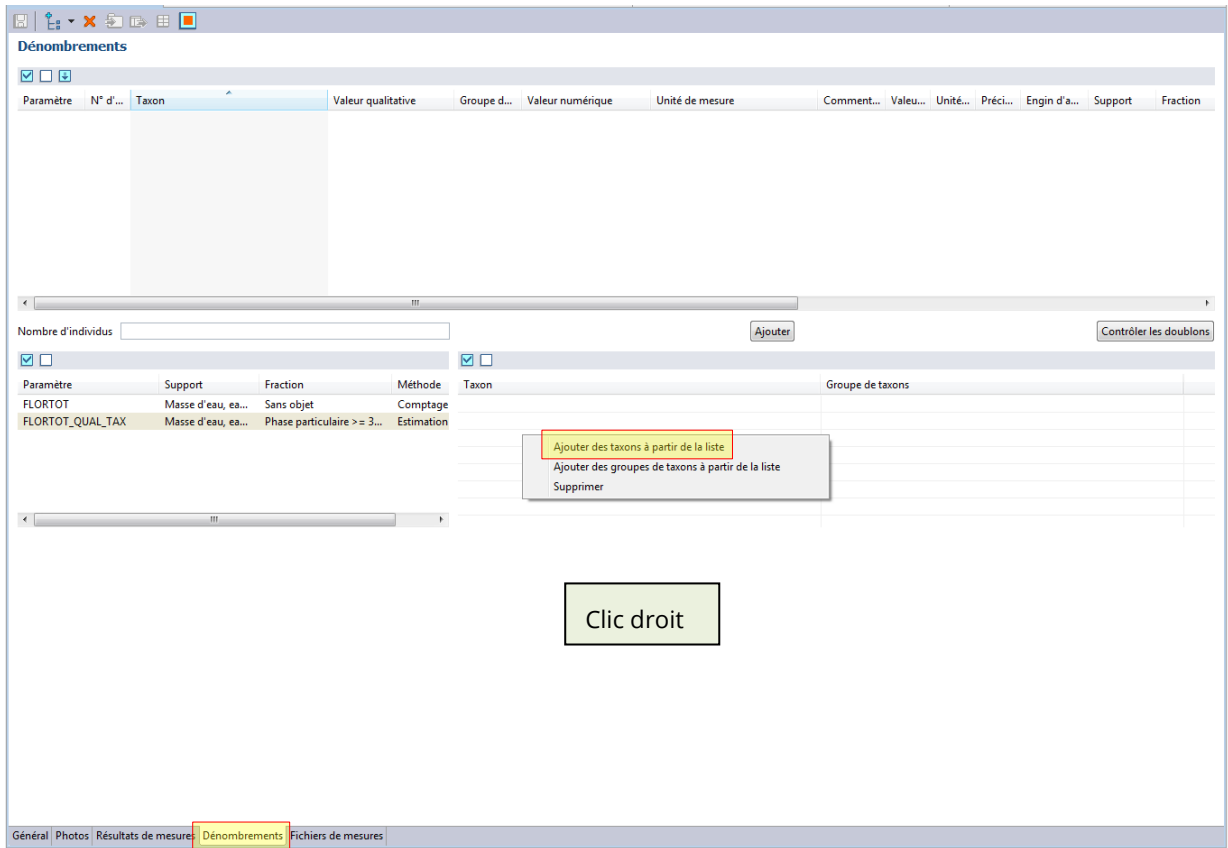 Dénombrements
Paramètre N° d'... Taxon Valeur qualitative Groupe d... Valeur numérique Unité de mesure Comment... Valeu... Unité... Préci... Engin d'a... Support Fraction
Nombre d'individus Ajouter Contrôler les doublons
Paramètre Support Fraction Méthode Taxon Groupe de taxons
FLORTOT Masse d'eau, ea... Sans objet Comptage
FLORTOT_QUAL_TAX Masse d'eau, ea... Phase particulaire >= 3... Estimation
Ajouter des taxons à partir de la liste
Ajouter des groupes de taxons à partir de la liste
Supprimer
Clic droit
Général Photos Résultats de mesures Dénombrements Fichiers de mesures